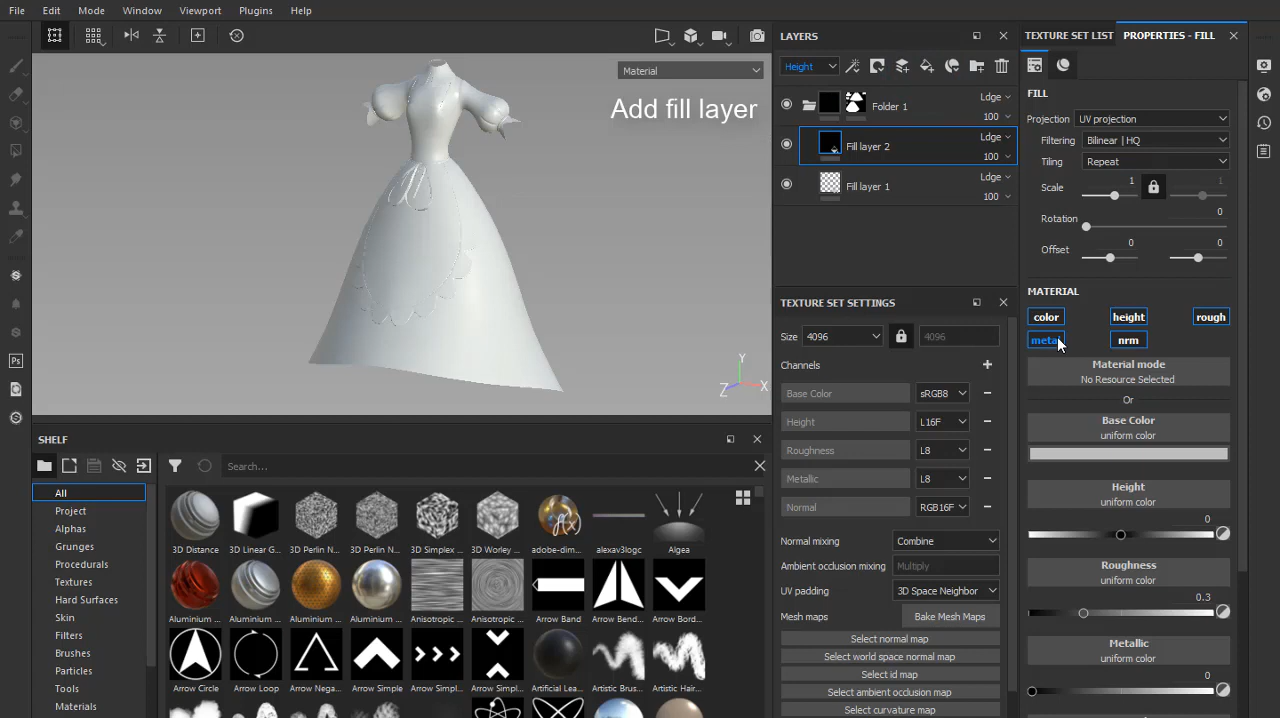 File Edit Mode Window Viewport Plugins Help
Material
Add fill layer
LAYERS
Height
Folder 1
Ldge
100
Fill layer 2
Ldge
100
Fill layer 1
Ldge
100
TEXTURE SET SETTINGS
Size 4096 4096
Channels
Base Color sRGB8
Height L16F
Roughness L8
Metallic L8
Normal RGB16F
Normal mixing Combine
Ambient occlusion mixing Multiply
UV padding 3D Space Neighbor
Mesh maps Bake Mesh Maps
Select normal map
Select world space normal map
Select id map
Select ambient occlusion map
Select curvature map
TEXTURE SET LIST PROPERTIES - FILL
FILL
Projection UV projection
Filtering Bilinear | HQ
Tiling Repeat
Scale 1 1
Rotation 0
Offset 0 0
MATERIAL
color height rough
metal nrm
Material mode
No Resource Selected
Or
Base Color
uniform color
Height
uniform color
0
Roughness
uniform color
0.3
Metallic
uniform color
0
Y
Z X
SHELF
Search...
All
Project
Alphas
Grunges
Procedurals
Textures
Hard Surfaces
Skin
Filters
Brushes
Particles
Tools
Materials
3D Distance 3D Linear G... 3D Perlin N... 3D Perlin N... 3D Simplex ... 3D Worley ... adobe-dim... alexav3logc Algea
Aluminium ... Aluminium ... Aluminium ... Aluminium ... Anisotropic ... Anisotropic ... Arrow Band Arrow Bend... Arrow Bord...
Arrow Circle Arrow Loop Arrow Nega... Arrow Simple Arrow Simpl... Arrow Simpl... Artificial Lea... Artistic Brus... Artistic Hair...
Ps